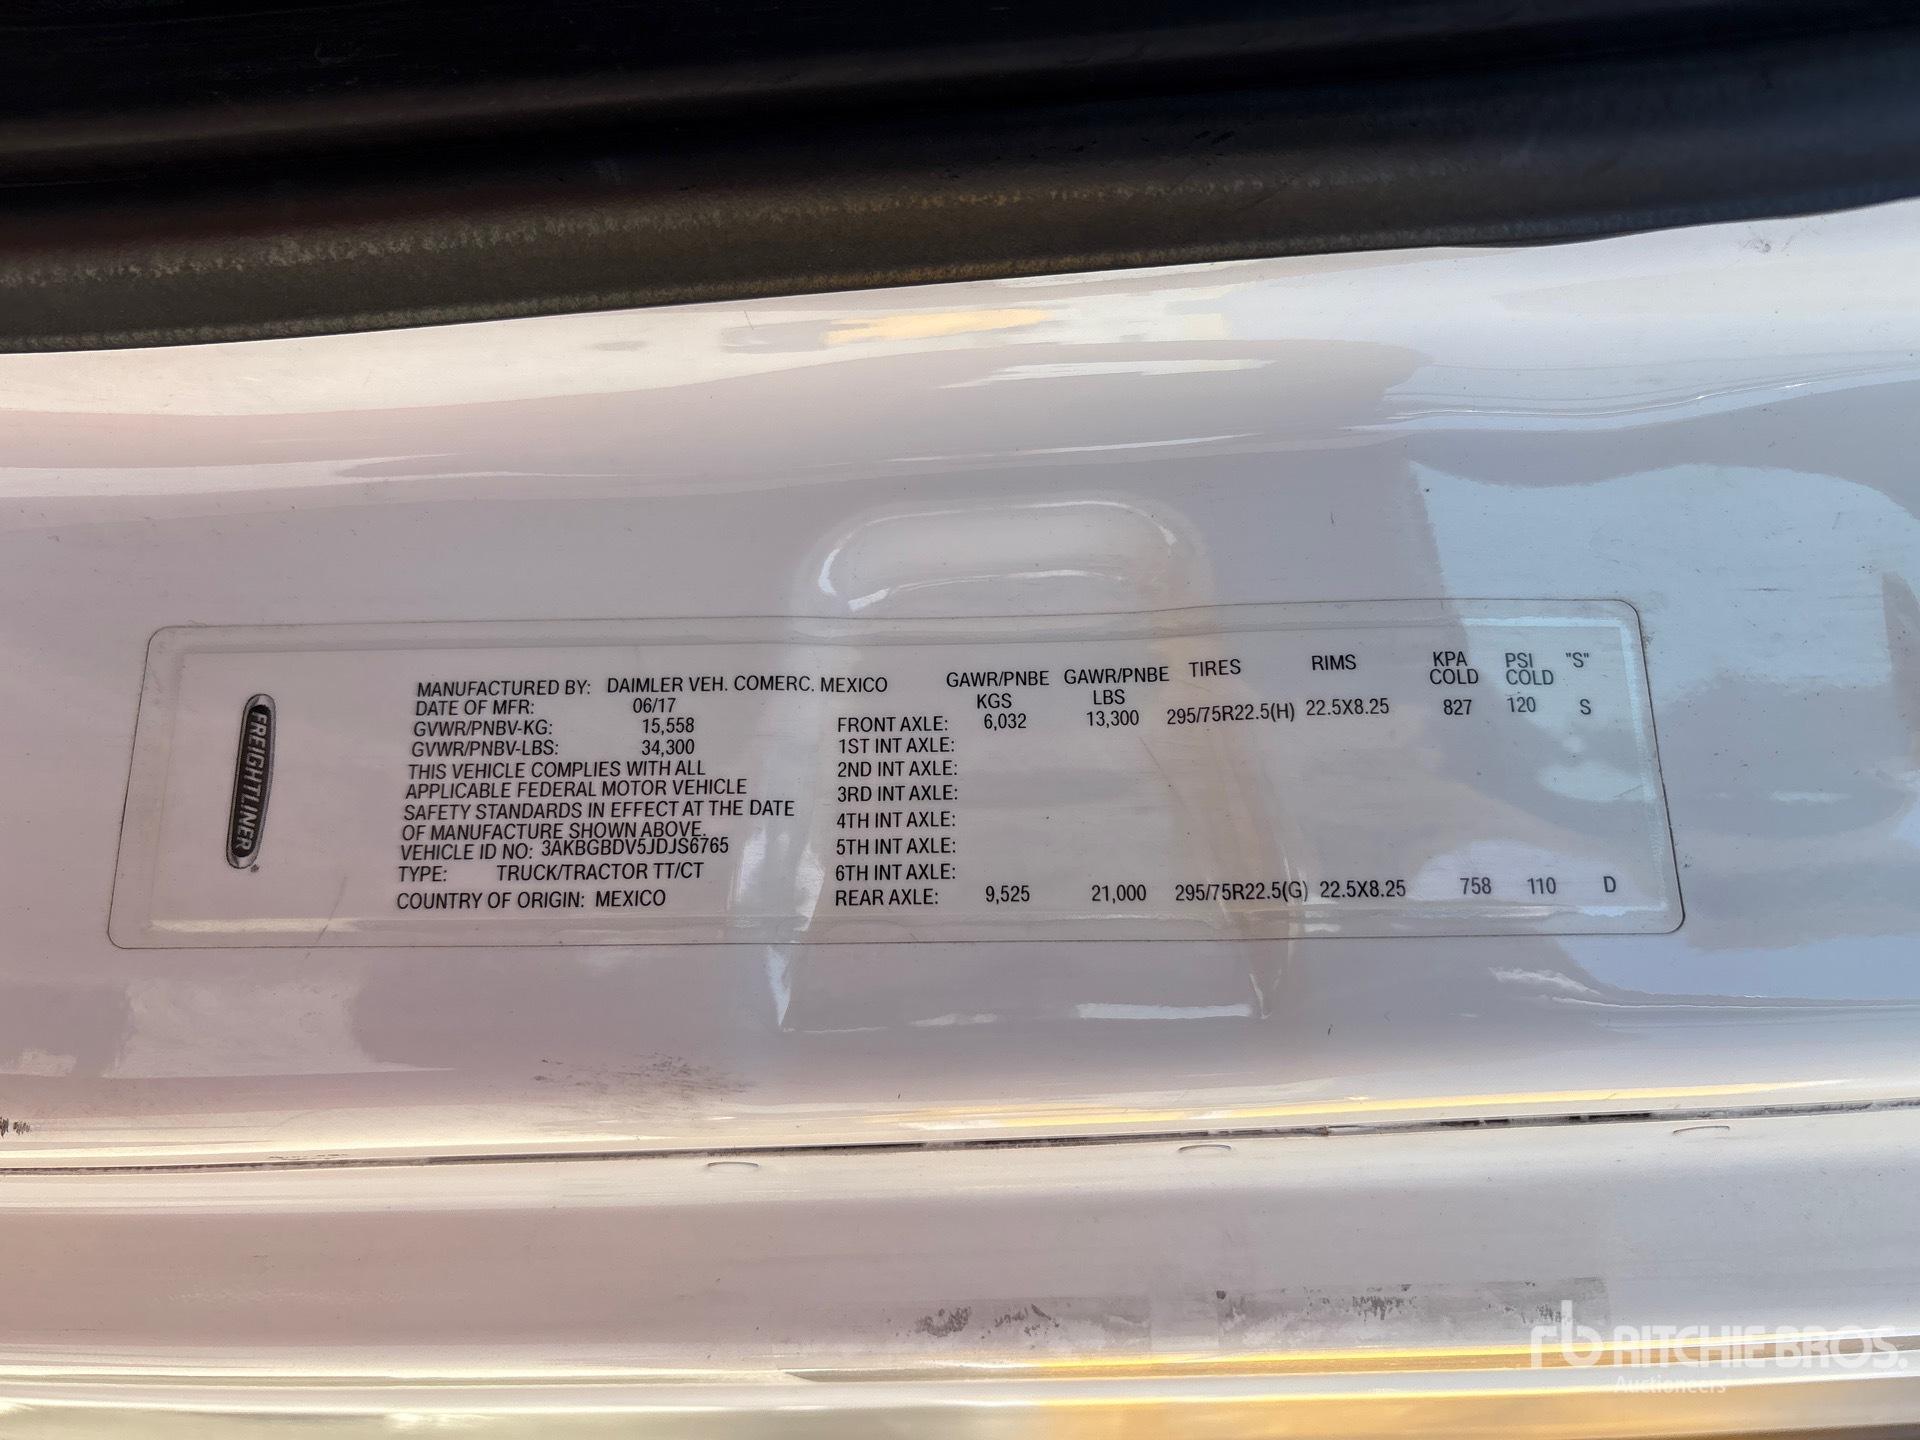 FREIGHTLINER®
MANUFACTURED BY: DAIMLER VEH. COMERC. MEXICO
DATE OF MFR: 06/17
GVWR/PNBV-KG: 15,558
GVWR/PNBV-LBS: 34,300
THIS VEHICLE COMPLIES WITH ALL
APPLICABLE FEDERAL MOTOR VEHICLE
SAFETY STANDARDS IN EFFECT AT THE DATE
OF MANUFACTURE SHOWN ABOVE.
VEHICLE ID NO: 3AKBGBDV5JDJS6765
TYPE: TRUCK/TRACTOR TT/CT
COUNTRY OF ORIGIN: MEXICO
GAWR/PNBE GAWR/PNBE TIRES RIMS KPA PSI "S"
KGS LBS COLD COLD
FRONT AXLE: 6,032 13,300 295/75R22.5(H) 22.5X8.25 827 120 S
1ST INT AXLE:
2ND INT AXLE:
3RD INT AXLE:
4TH INT AXLE:
5TH INT AXLE:
6TH INT AXLE:
REAR AXLE: 9,525 21,000 295/75R22.5(G) 22.5X8.25 758 110 D
rb RITCHIE BROS.
Auctioneers